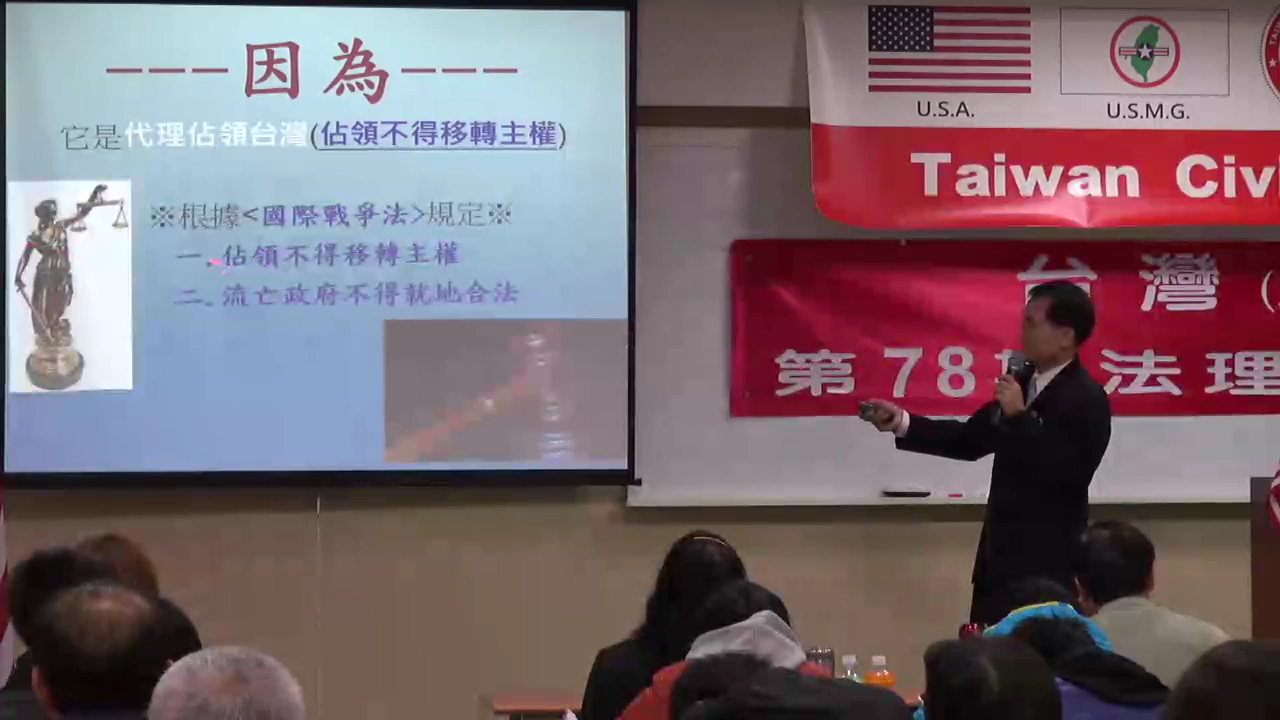 ---因為---
它是代理佔領台灣(佔領不得移轉主權)
※根據<國際戰爭法>規定※
一.佔領不得移轉主權
二.流亡政府不得就地合法
U.S.A.
U.S.M.G.
Taiwan Civ
台灣(
第78 法理